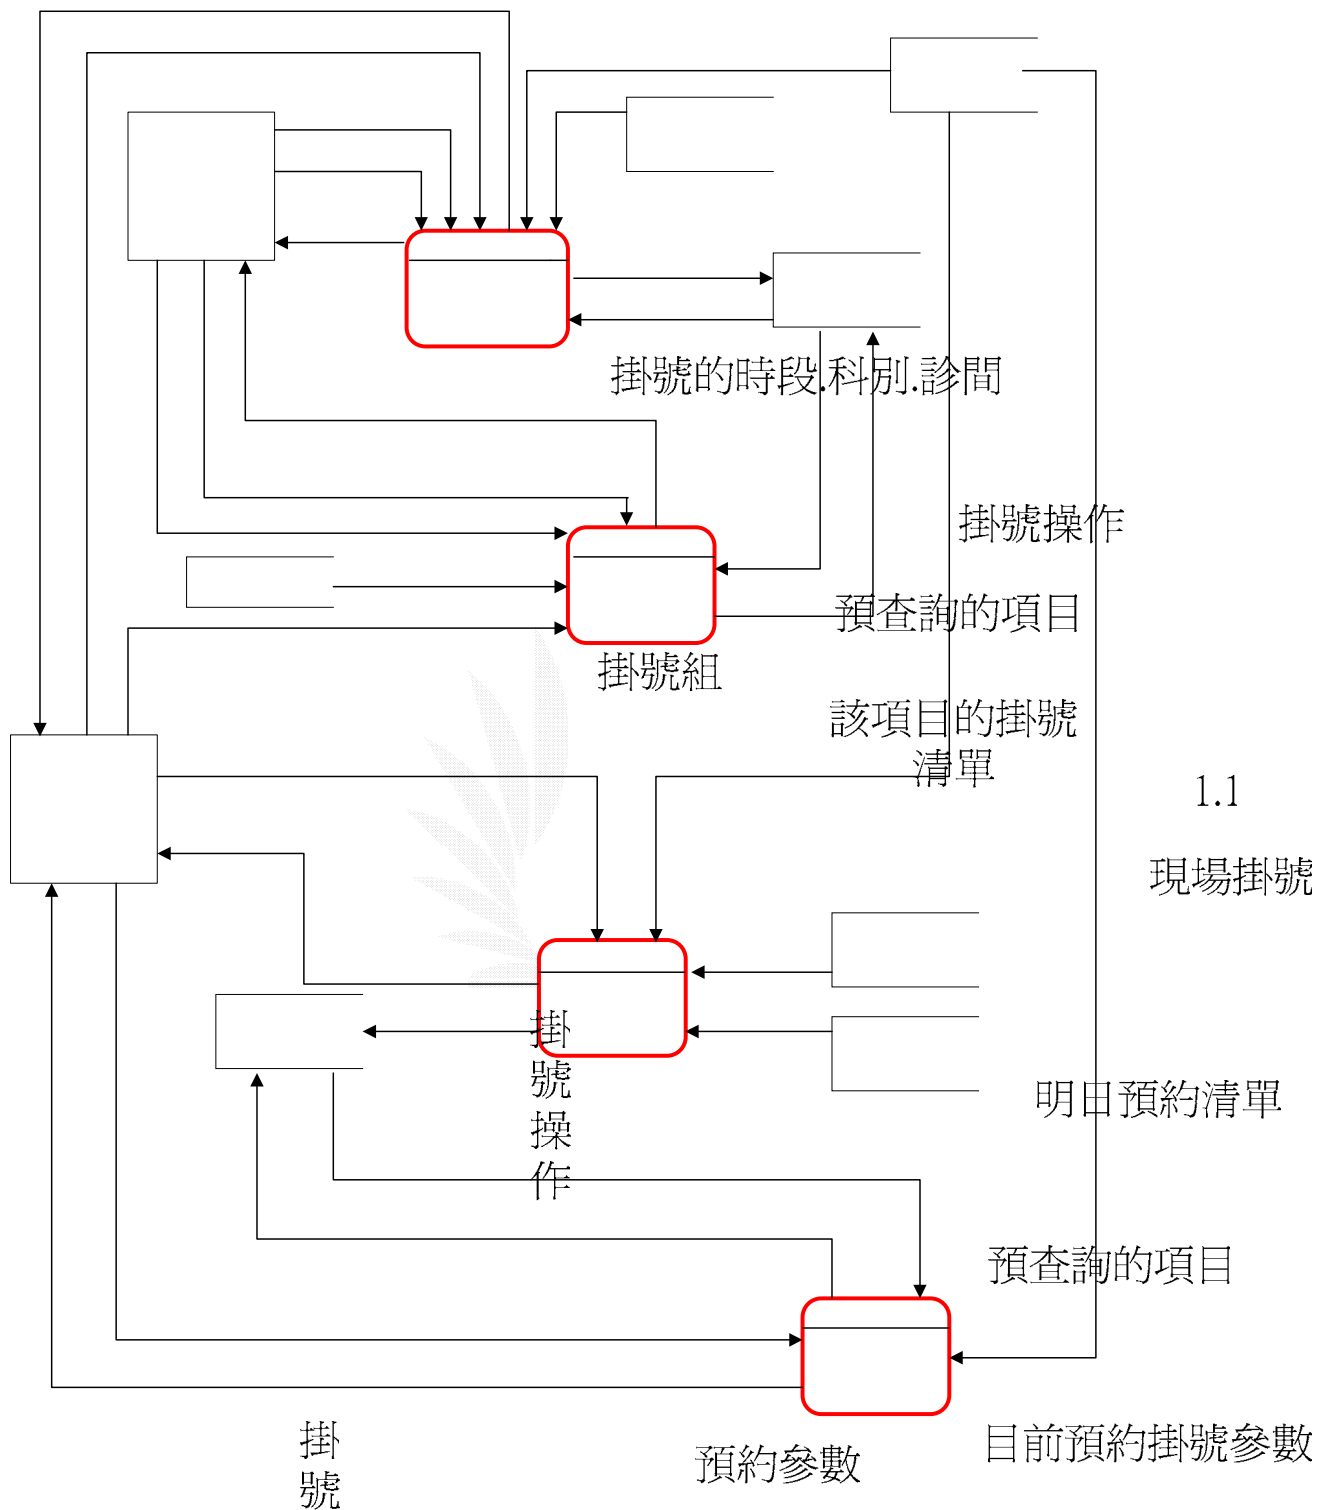 掛號的時段.科別.診間
掛號操作
預查詢的項目
掛號組
該項目的掛號
清單
1.1
現場掛號
掛
號
操
作
明日預約清單
預查詢的項目
掛
號
預約參數
目前預約掛號參數